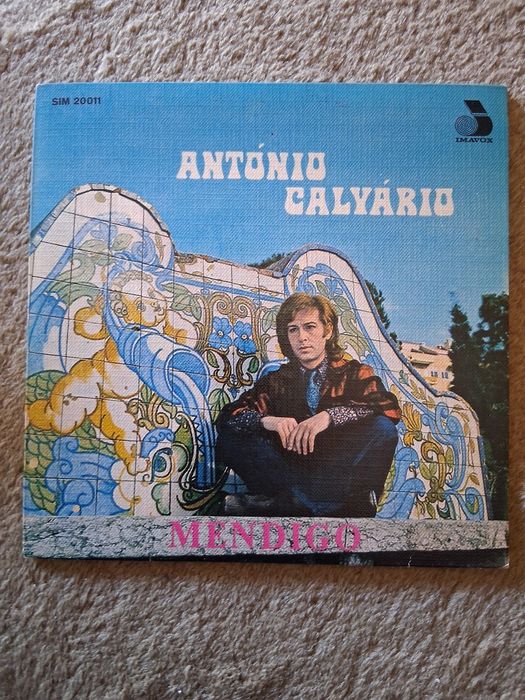 SIM 20011
IMAVOX
ANTÓNIO
CALVÁRIO
MENDIGO